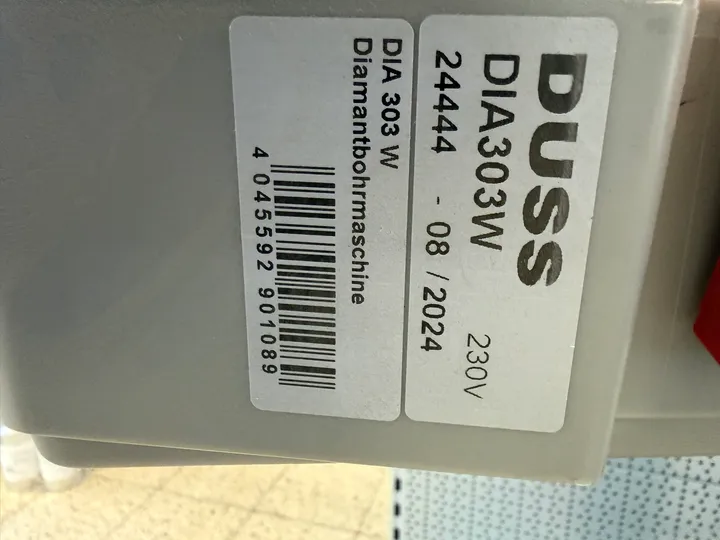 DUSS
DIA303W 230V
24444 - 08 / 2024
DIA 303 W
Diamantbohrmaschine
4 045592 901089